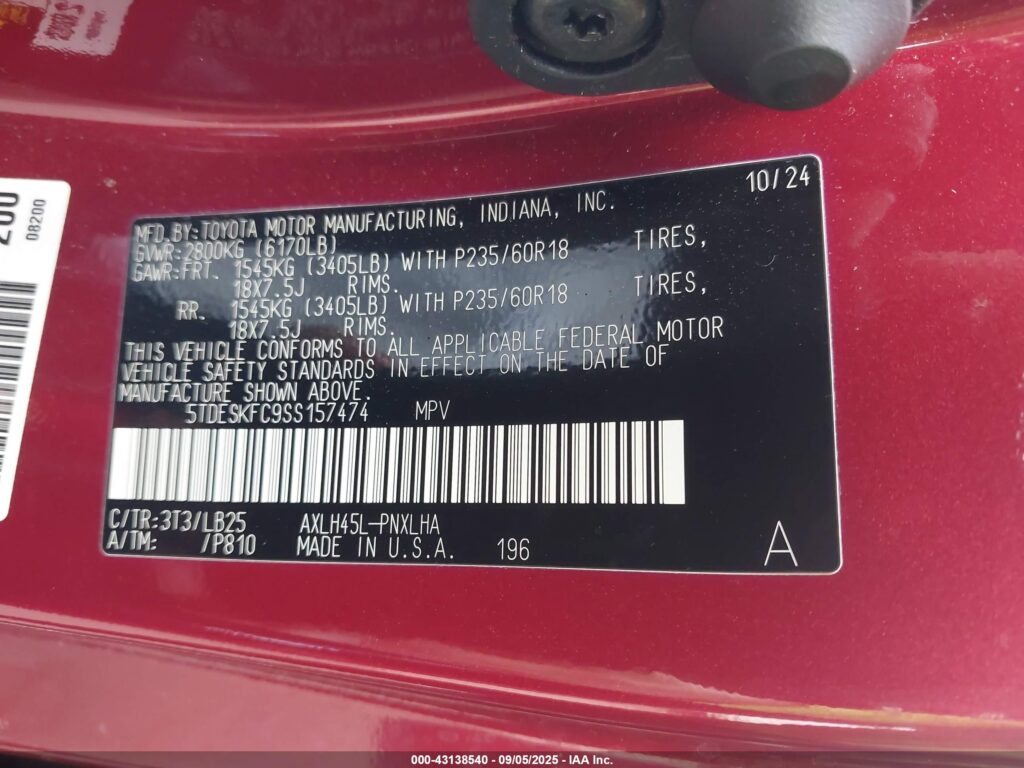 200
08200
10/24
MFD.BY:TOYOTA MOTOR MANUFACTURING, INDIANA, INC.
GVWR:2800KG (6170LB)
GAWR:FRT. 1545KG (3405LB) WITH P235/60R18 TIRES,
18X7.5J RIMS.
RR. 1545KG (3405LB) WITH P235/60R18 TIRES,
18X7.5J RIMS.
THIS VEHICLE CONFORMS TO ALL APPLICABLE FEDERAL MOTOR
VEHICLE SAFETY STANDARDS IN EFFECT ON THE DATE OF
MANUFACTURE SHOWN ABOVE.
5TDESKFC9SS157474 MPV
C/TR:3T3/LB25 AXLH45L-PNXLHA
A/TM: /P810 MADE IN U.S.A. 196
A
000-43138540 - 09/05/2025 - IAA Inc.